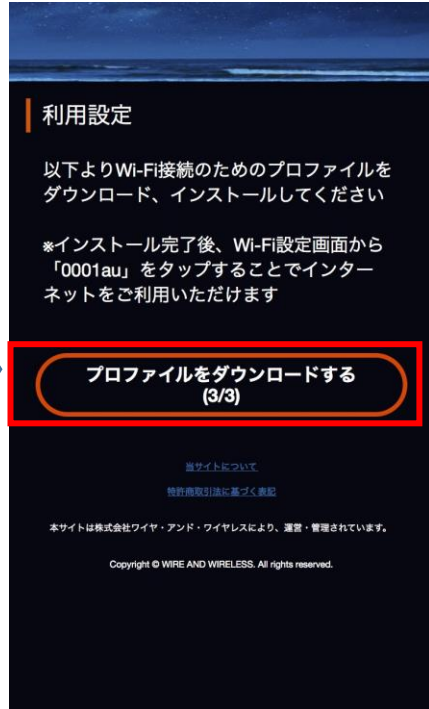 利用設定
以下よりWi-Fi接続のためのプロファイルを
ダウンロード、インストールしてください
※インストール完了後、Wi-Fi設定画面から
「0001au」をタップすることでインター
ネットをご利用いただけます
プロファイルをダウンロードする
(3/3)
当サイトについて
特許商取引法に基づく表記
本サイトは株式会社ワイヤ・アンド・ワイヤレスにより、運営・管理されています。
Copyright © WIRE AND WIRELESS. All rights reserved.